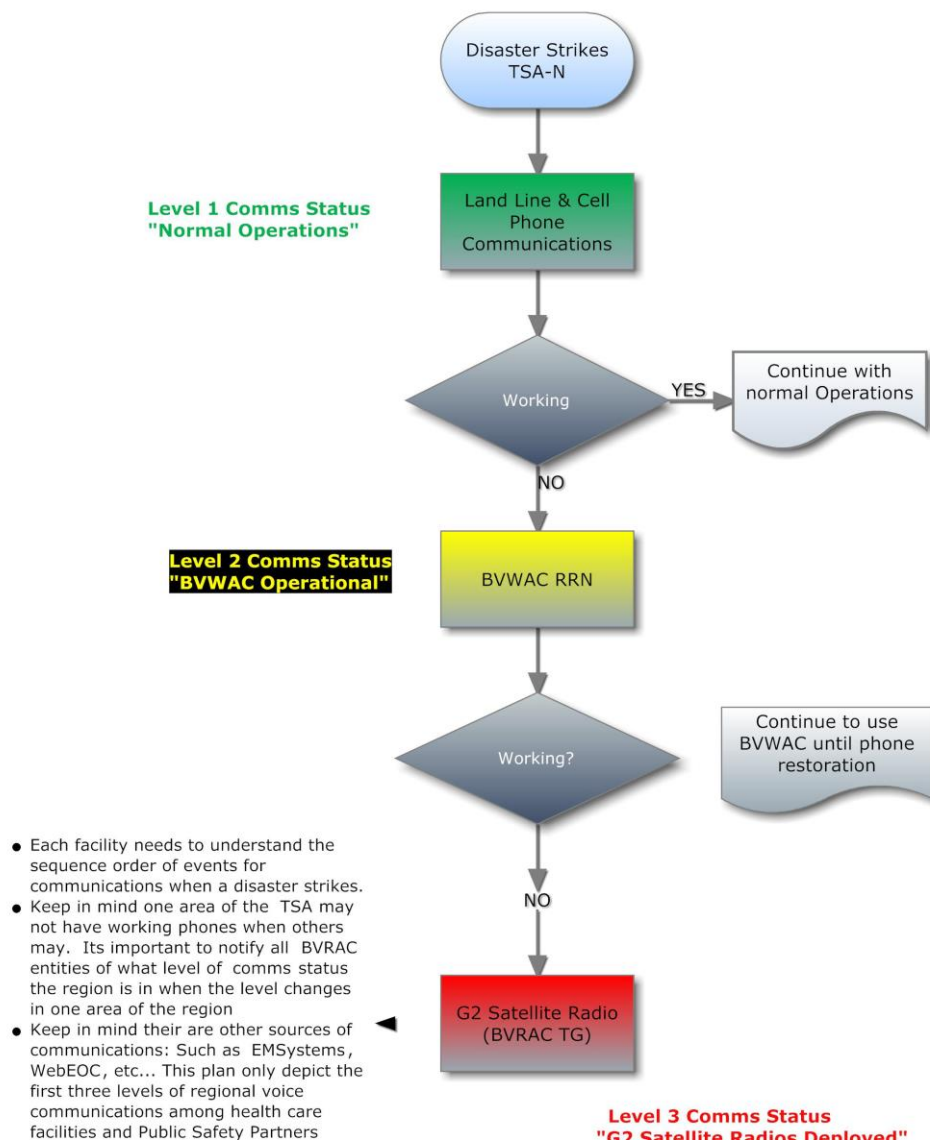 Disaster Strikes
TSA-N
Level 1 Comms Status
"Normal Operations"
Land Line & Cell
Phone
Communications
Working
YES
Continue with
normal Operations
NO
Level 2 Comms Status
"BVWAC Operational"
BVWAC RRN
Working?
Continue to use
BVWAC until phone
restoration
NO
● Each facility needs to understand the
sequence order of events for
communications when a disaster strikes.
● Keep in mind one area of the TSA may
not have working phones when others
may. Its important to notify all BVRAC
entities of what level of comms status
the region is in when the level changes
in one area of the region
● Keep in mind their are other sources of
communications: Such as EMSystems,
WebEOC, etc... This plan only depict the
first three levels of regional voice
communications among health care
facilities and Public Safety Partners
G2 Satellite Radio
(BVRAC TG)
Level 3 Comms Status
"G2 Satellite Radios Deployed"